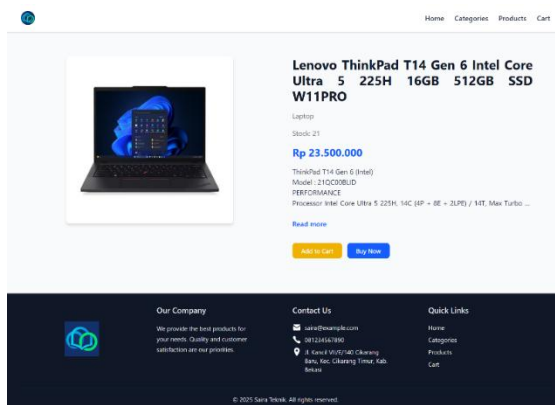 Home Categories Products Cart
Lenovo ThinkPad T14 Gen 6 Intel Core
Ultra 5 225H 16GB 512GB SSD
W11PRO
Laptop
Stock: 21
Rp 23.500.000
ThinkPad T14 Gen 6 (Intel)
Model : 21QC00BLID
PERFORMANCE
Processor Intel Core Ultra 5 225H, 14C (4P + 8E + 2LPE) / 14T, Max Turbo ...
Read more
Add to Cart
Buy Now
Our Company
We provide the best products for
your needs. Quality and customer
satisfaction are our priorities.
Contact Us
saira@example.com
081234567890
Jl. Kancil VII/E/140 Cikarang
Baru, Kec. Cikarang Timur, Kab.
Bekasi
Quick Links
Home
Categories
Products
Cart
© 2025 Saira Teknik. All rights reserved.